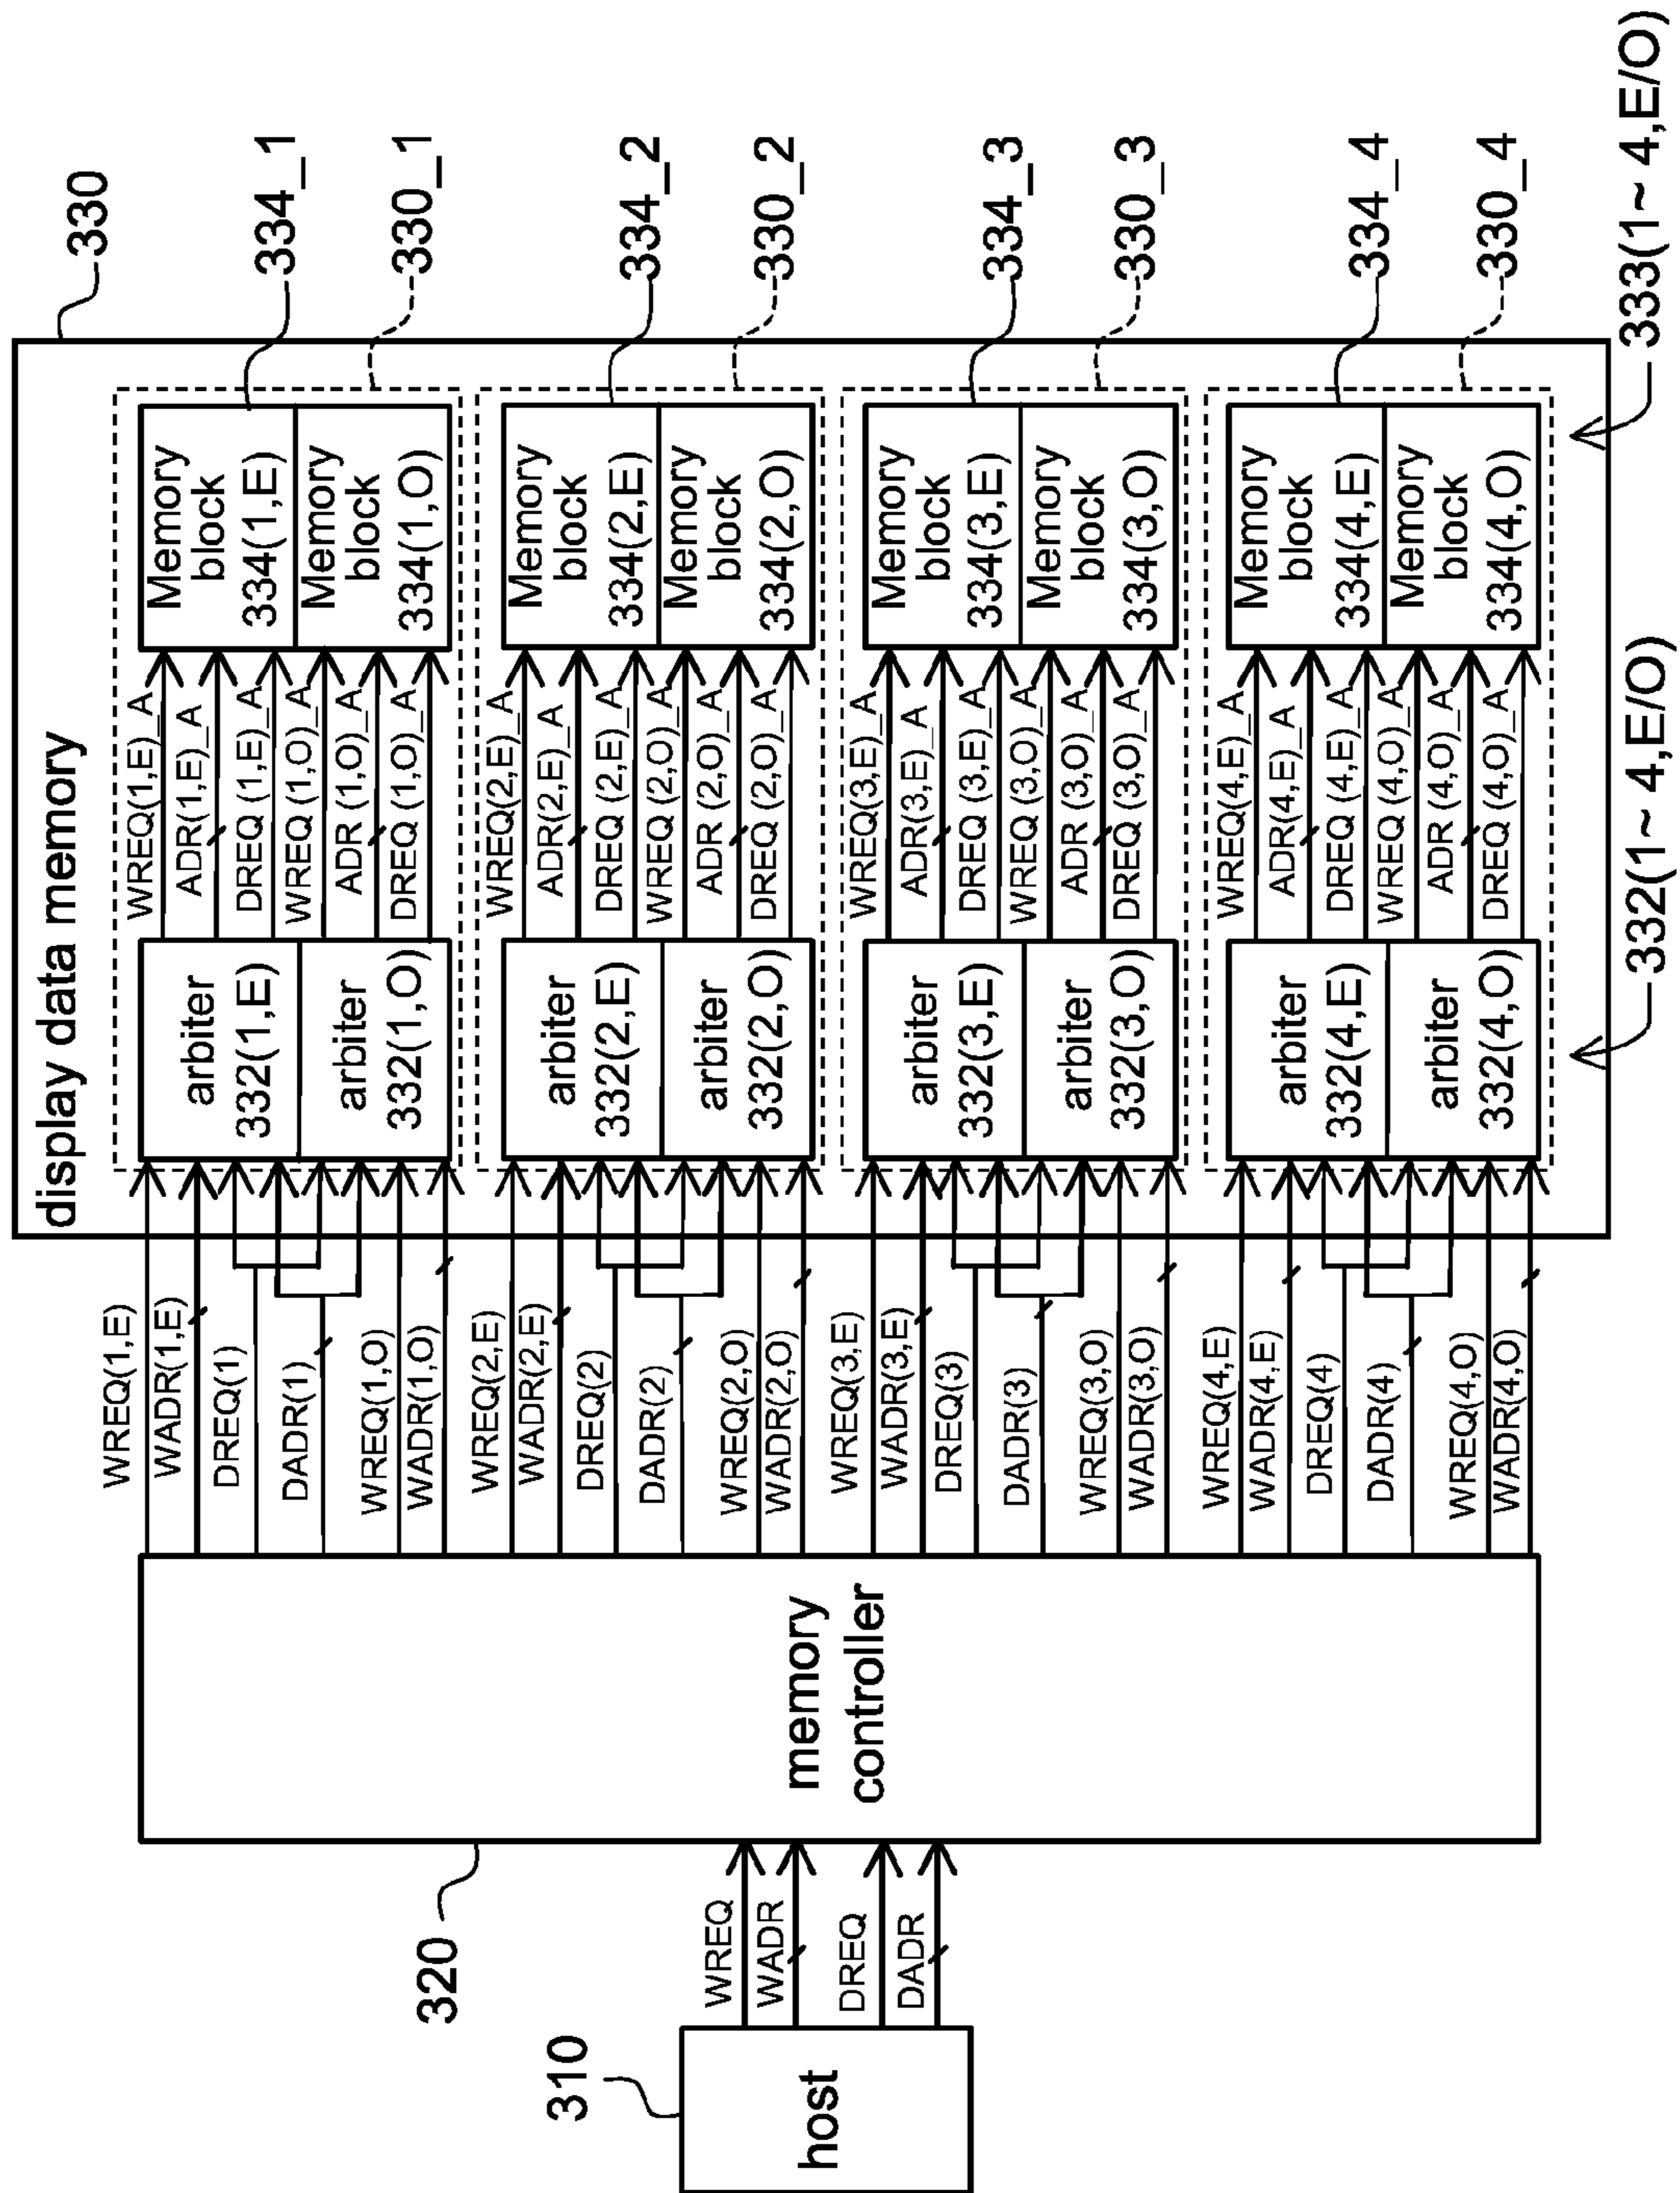 host
310
WREQ
WADR
DREQ
DADR
320
memory
controller
WREQ(1,E)
WADR(1,E)
DREQ(1)
DADR(1)
WREQ(1,O)
WADR(1,O)
WREQ(2,E)
WADR(2,E)
DREQ(2)
DADR(2)
WREQ(2,O)
WADR(2,O)
WREQ(3,E)
WADR(3,E)
DREQ(3)
DADR(3)
WREQ(3,O)
WADR(3,O)
WREQ(4,E)
WADR(4,E)
DREQ(4)
DADR(4)
WREQ(4,O)
WADR(4,O)
display data memory
330
arbiter
332(1,E)
arbiter
332(1,O)
WREQ(1,E)_A
ADR(1,E)_A
DREQ (1,E)_A
WREQ (1,O)_A
ADR (1,O)_A
DREQ (1,O)_A
Memory
block
334(1,E)
Memory
block
334(1,O)
334_1
330_1
arbiter
332(2,E)
arbiter
332(2,O)
WREQ(2,E)_A
ADR(2,E)_A
DREQ (2,E)_A
WREQ (2,O)_A
ADR (2,O)_A
DREQ (2,O)_A
Memory
block
334(2,E)
Memory
block
334(2,O)
334_2
330_2
arbiter
332(3,E)
arbiter
332(3,O)
WREQ(3,E)_A
ADR(3,E)_A
DREQ (3,E)_A
WREQ (3,O)_A
ADR (3,O)_A
DREQ (3,O)_A
Memory
block
334(3,E)
Memory
block
334(3,O)
334_3
330_3
arbiter
332(4,E)
arbiter
332(4,O)
WREQ(4,E)_A
ADR(4,E)_A
DREQ (4,E)_A
WREQ (4,O)_A
ADR (4,O)_A
DREQ (4,O)_A
Memory
block
334(4,E)
Memory
block
334(4,O)
334_4
330_4
332(1~ 4,E/O)
333(1~ 4,E/O)